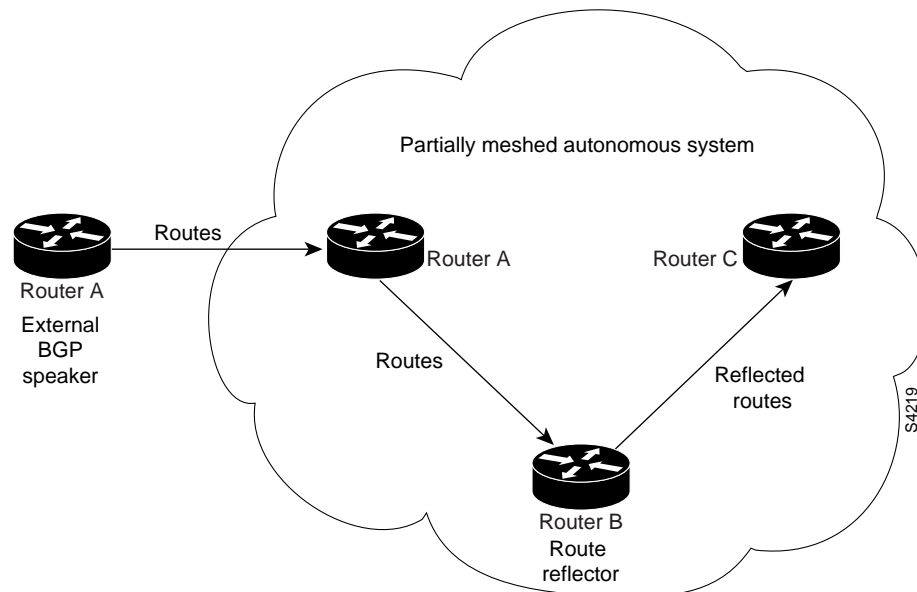 Partially meshed autonomous system
Routes
Router A
Router A
Router C
External
BGP
speaker
Routes
Reflected
routes
S4219
Router B
Route
reflector